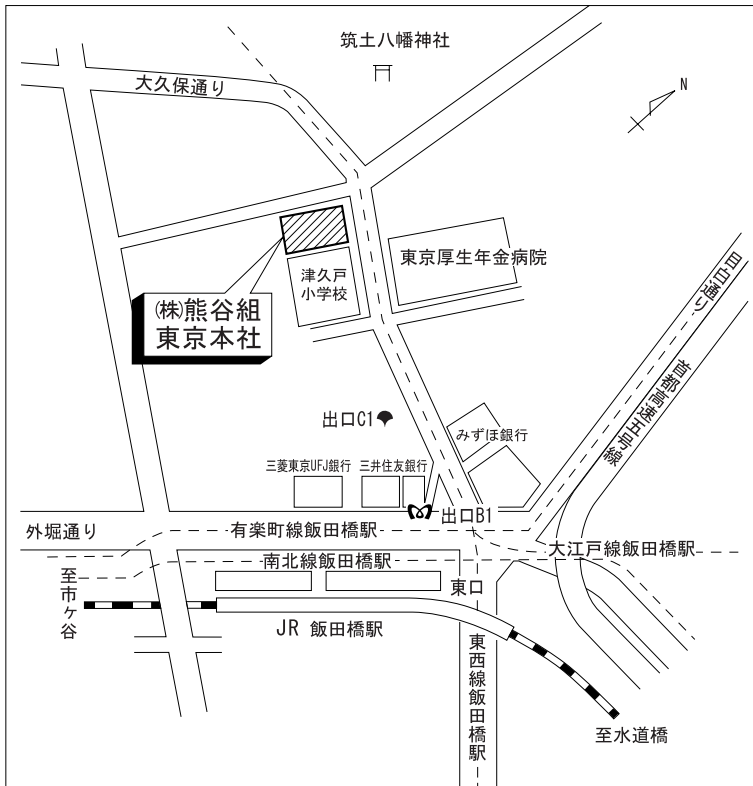 筑土八幡神社
大久保通り
N
東京厚生年金病院
津久戸
小学校
㈱熊谷組
東京本社
目白通り
首都高速五号線
出口C1
みずほ銀行
三菱東京UFJ銀行
三井住友銀行
出口B1
外堀通り
有楽町線飯田橋駅
大江戸線飯田橋駅
南北線飯田橋駅
至市ケ谷
東口
JR 飯田橋駅
東西線飯田橋駅
至水道橋